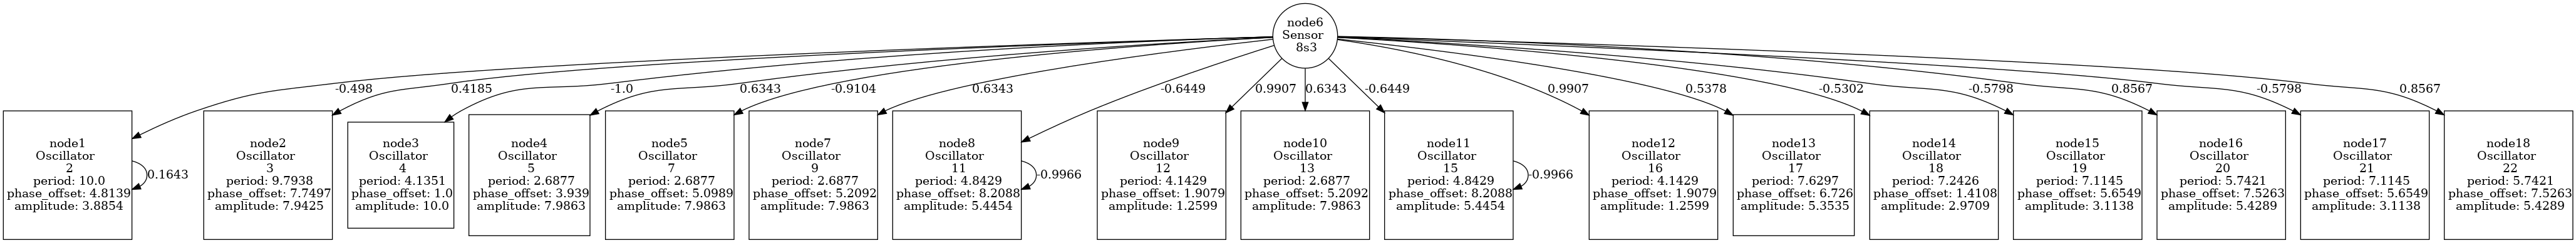 node6
Sensor
8s3
-0.498
0.4185
-1.0
0.6343
-0.9104
0.6343
-0.6449
0.9907
0.6343
-0.6449
0.9907
0.5378
-0.5302
-0.5798
0.8567
-0.5798
0.8567
node1
Oscillator
2
period: 10.0
phase_offset: 4.8139
amplitude: 3.8854
0.1643
node2
Oscillator
3
period: 9.7938
phase_offset: 7.7497
amplitude: 7.9425
node3
Oscillator
4
period: 4.1351
phase_offset: 1.0
amplitude: 10.0
node4
Oscillator
5
period: 2.6877
phase_offset: 3.939
amplitude: 7.9863
node5
Oscillator
7
period: 2.6877
phase_offset: 5.0989
amplitude: 7.9863
node7
Oscillator
9
period: 2.6877
phase_offset: 5.2092
amplitude: 7.9863
node8
Oscillator
11
period: 4.8429
phase_offset: 8.2088
amplitude: 5.4454
-0.9966
node9
Oscillator
12
period: 4.1429
phase_offset: 1.9079
amplitude: 1.2599
node10
Oscillator
13
period: 2.6877
phase_offset: 5.2092
amplitude: 7.9863
node11
Oscillator
15
period: 4.8429
phase_offset: 8.2088
amplitude: 5.4454
-0.9966
node12
Oscillator
16
period: 4.1429
phase_offset: 1.9079
amplitude: 1.2599
node13
Oscillator
17
period: 7.6297
phase_offset: 6.726
amplitude: 5.3535
node14
Oscillator
18
period: 7.2426
phase_offset: 1.4108
amplitude: 2.9709
node15
Oscillator
19
period: 7.1145
phase_offset: 5.6549
amplitude: 3.1138
node16
Oscillator
20
period: 5.7421
phase_offset: 7.5263
amplitude: 5.4289
node17
Oscillator
21
period: 7.1145
phase_offset: 5.6549
amplitude: 3.1138
node18
Oscillator
22
period: 5.7421
phase_offset: 7.5263
amplitude: 5.4289